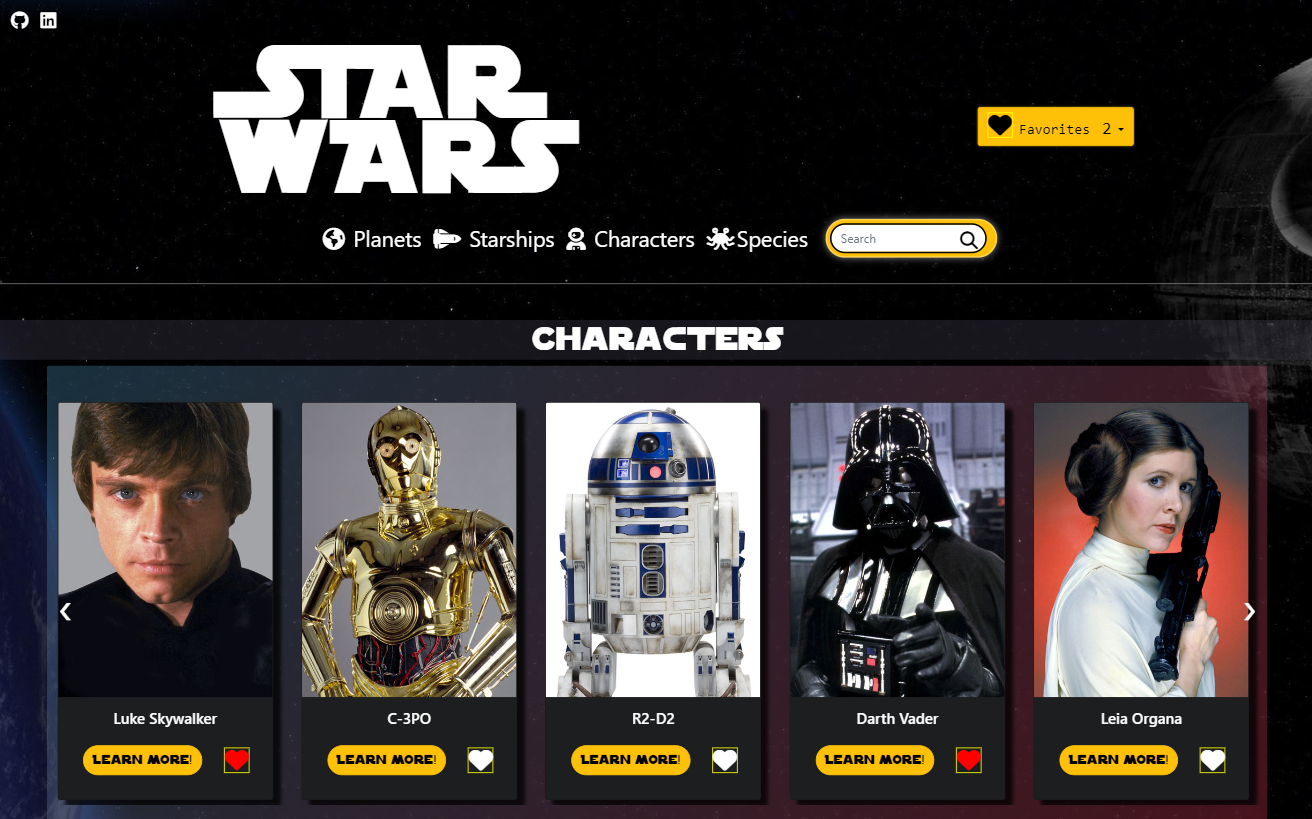 STAR
WARS
Favorites 2
Planets Starships Characters Species Search
CHARACTERS
Luke Skywalker C-3PO R2-D2 Darth Vader Leia Organa
LEARN MORE! LEARN MORE! LEARN MORE! LEARN MORE! LEARN MORE!